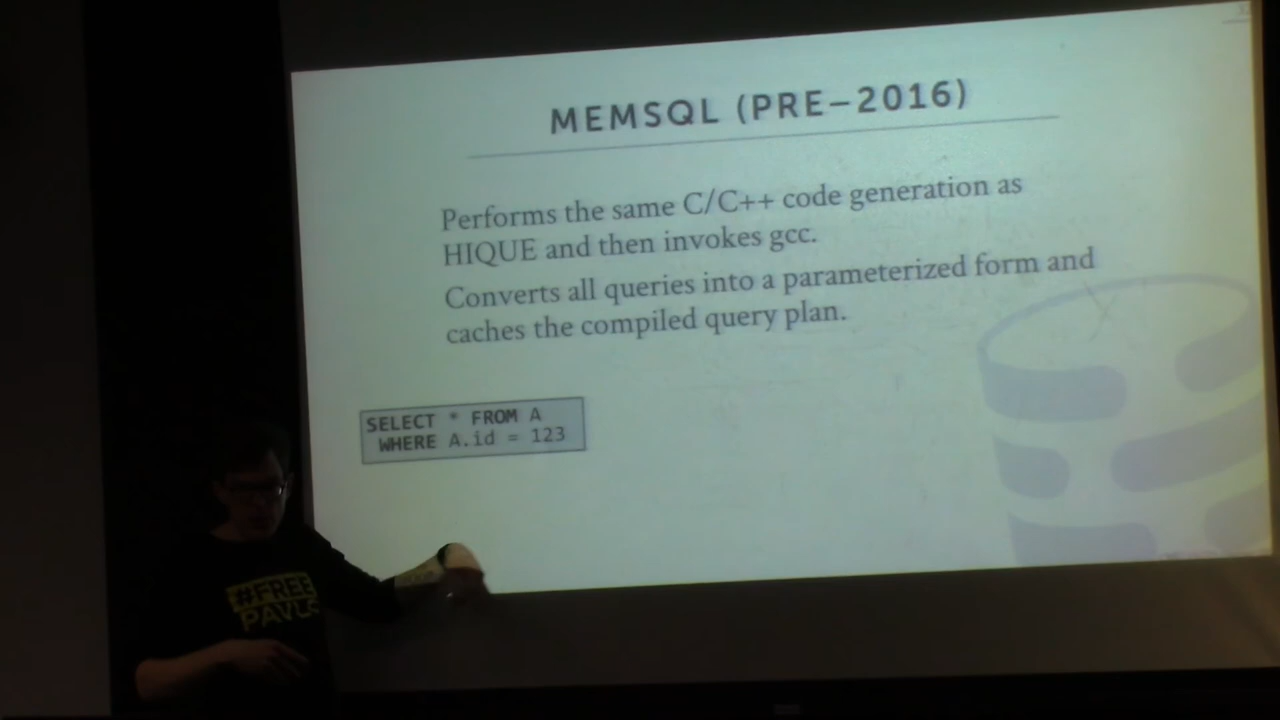 MEMSQL (PRE–2016)
Performs the same C/C++ code generation as
HIQUE and then invokes gcc.
Converts all queries into a parameterized form and
caches the compiled query plan.
SELECT * FROM A
WHERE A.id = 123
#FREE
PAVLO